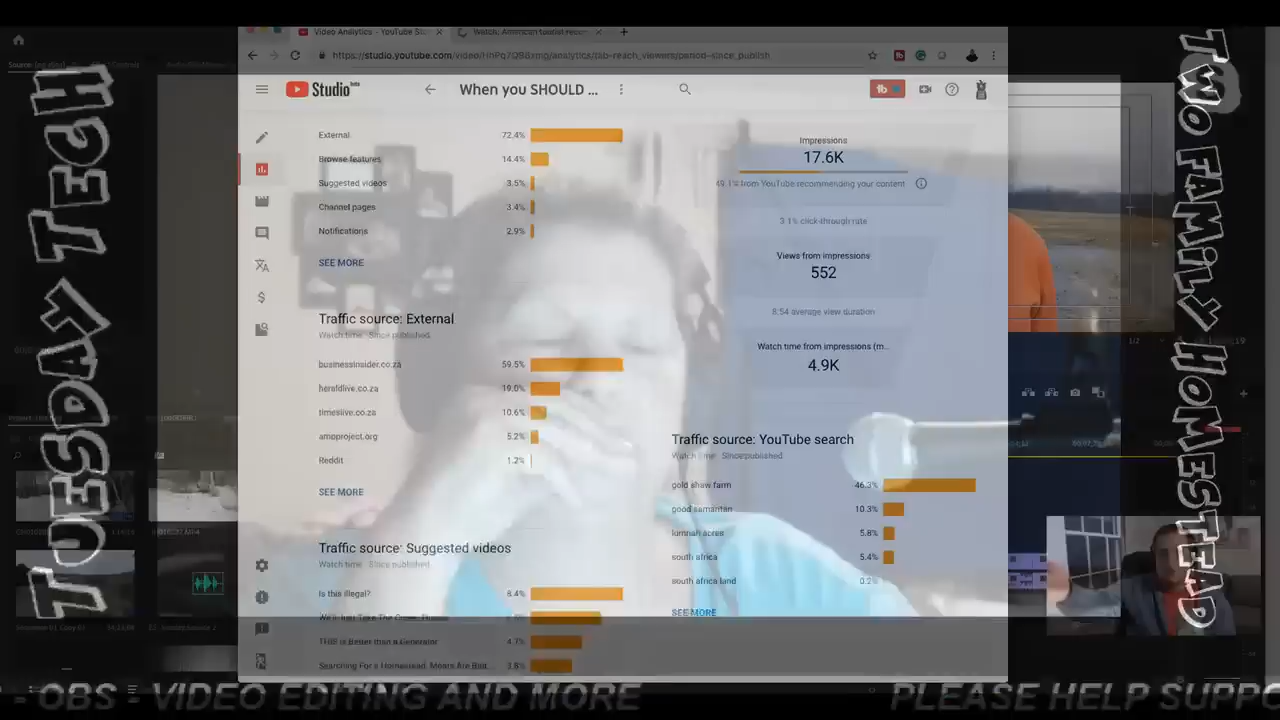 TUESDAY TECH
TWO FAMILY HOMESTEAD
Video Analytics - YouTube St
Watch: American tourist recor
https://studio.youtube.com/video/
/analytics/tab-reach_viewers/period-since_publish
Studio beta
When you SHOULD ...
External 72.4%
Browse features 14.4%
Suggested videos 3.5%
Channel pages 3.4%
Notifications 2.9%
SEE MORE
Impressions
17.6K
49.1% from YouTube recommending your content
3.1% click-through rate
Views from impressions
552
8:54 average view duration
Watch time from impressions (m...
4.9K
Traffic source: External
Watch time · Since published
businessinsider.co.za 59.5%
heraldlive.co.za 19.0%
timeslive.co.za 10.6%
ampproject.org 5.2%
Reddit 1.2%
SEE MORE
Traffic source: YouTube search
Watch time · Since published
gold shaw farm 46.3%
good samaritan 10.3%
lumnah acres 5.8%
south africa 5.4%
south africa land 0.2%
SEE MORE
Traffic source: Suggested videos
Watch time · Since published
Is this illegal? 8.4%
THIS is Better than a Generator 4.7%
Searching For a Homestead, Means Are Bad... 3.8%
- OBS - VIDEO EDITING AND MORE
PLEASE HELP SUPPO